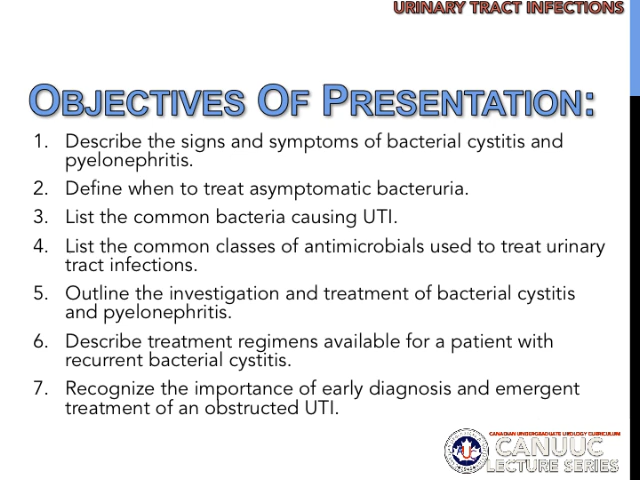 URINARY TRACT INFECTIONS
OBJECTIVES OF PRESENTATION:
1. Describe the signs and symptoms of bacterial cystitis and
pyelonephritis.
2. Define when to treat asymptomatic bacteruria.
3. List the common bacteria causing UTI.
4. List the common classes of antimicrobials used to treat urinary
tract infections.
5. Outline the investigation and treatment of bacterial cystitis
and pyelonephritis.
6. Describe treatment regimens available for a patient with
recurrent bacterial cystitis.
7. Recognize the importance of early diagnosis and emergent
treatment of an obstructed UTI.
CANADIAN UNDERGRADUATE UROLOGY CURRICULUM
CANUUC
LECTURE SERIES